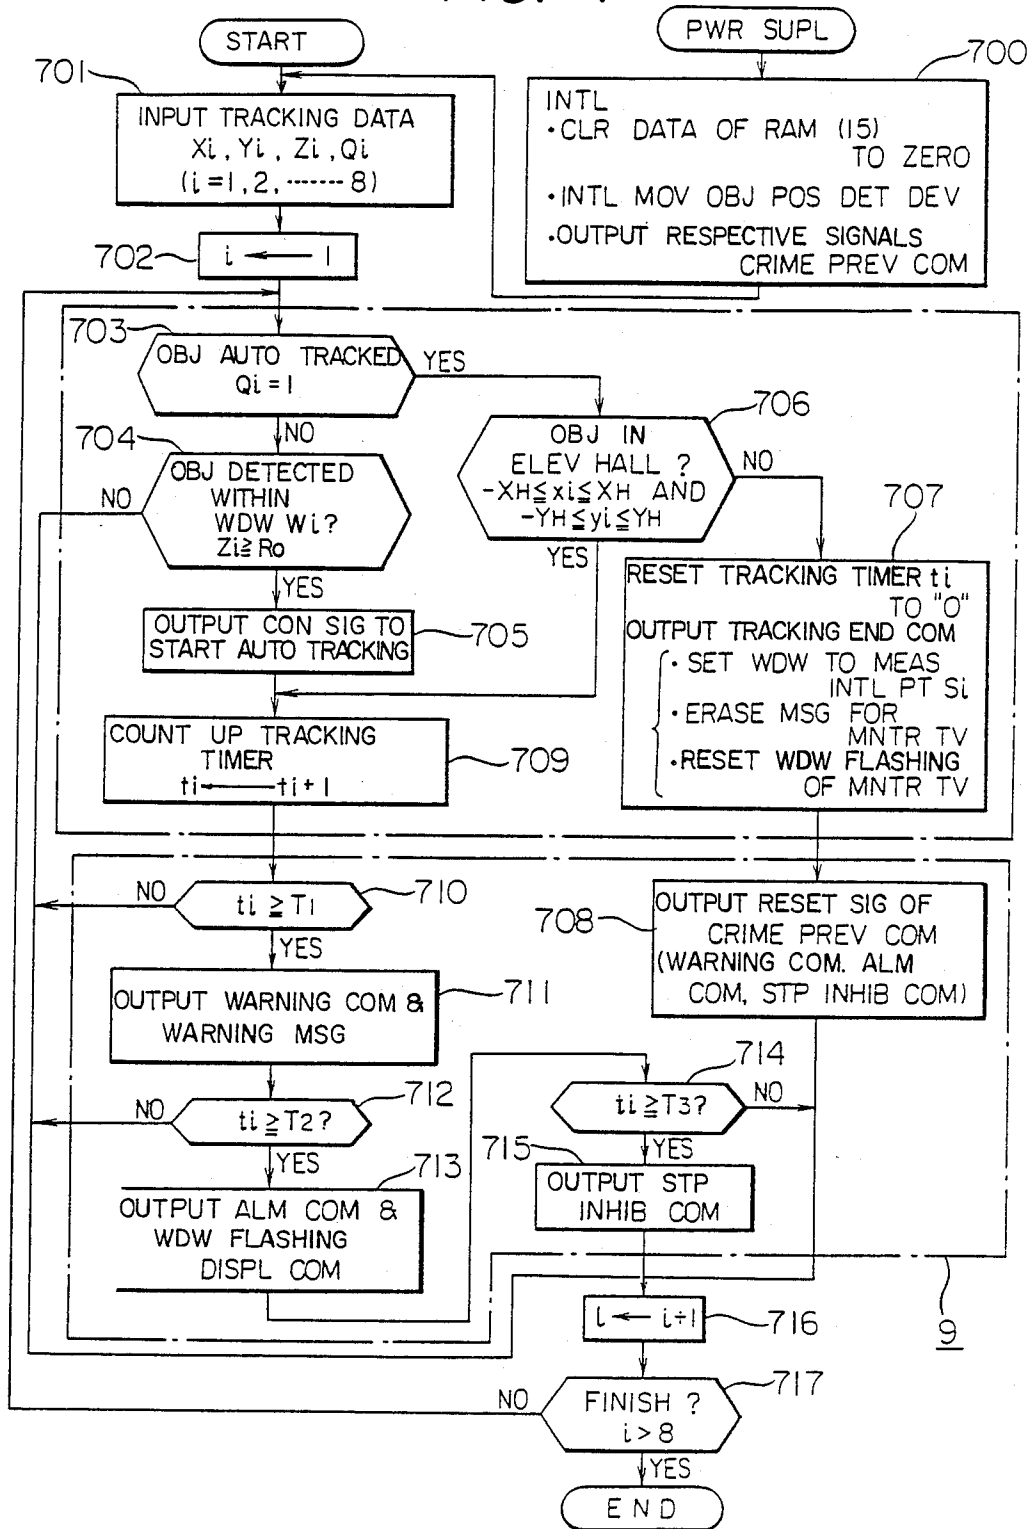 START
PWR SUPL
701
700
INPUT TRACKING DATA
Xi, Yi, Zi, Qi
(i=1, 2, ------- 8)
INTL
•CLR DATA OF RAM (15)
TO ZERO
•INTL MOV OBJ POS DET DEV
•OUTPUT RESPECTIVE SIGNALS
CRIME PREV COM
702
i ← 1
703
OBJ AUTO TRACKED
Qi = 1
YES
NO
706
OBJ IN
ELEV HALL ?
-XH≦xi≦XH AND
-YH≦yi≦YH
NO
YES
704
NO
OBJ DETECTED
WITHIN
WDW Wi?
Zi≧Ro
YES
705
OUTPUT CON SIG TO
START AUTO TRACKING
707
RESET TRACKING TIMER ti
TO "0"
OUTPUT TRACKING END COM
• SET WDW TO MEAS
INTL PT Si
• ERASE MSG FOR
MNTR TV
• RESET WDW FLASHING
OF MNTR TV
709
COUNT UP TRACKING
TIMER
ti ← ti + 1
710
NO
ti ≧ T1
YES
708
OUTPUT RESET SIG OF
CRIME PREV COM
(WARNING COM. ALM
COM, STP INHIB COM)
711
OUTPUT WARNING COM &
WARNING MSG
712
NO
ti ≧ T2?
YES
713
OUTPUT ALM COM &
WDW FLASHING
DISPL COM
714
ti ≧ T3?
NO
YES
715
OUTPUT STP
INHIB COM
9
i ← i+1
716
717
NO
FINISH ?
i > 8
YES
END